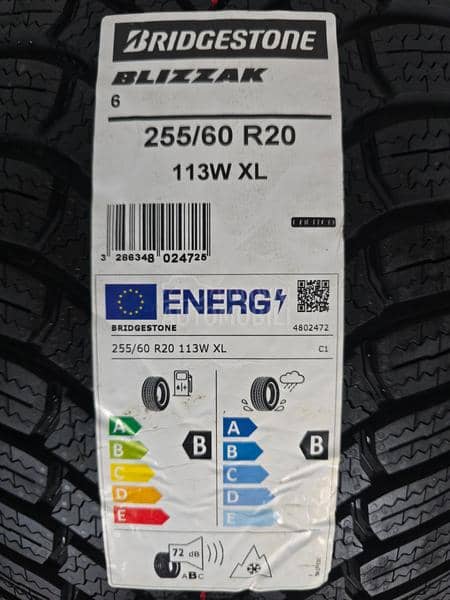 BRIDGESTONE
BLIZZAK
6
255/60 R20
113W XL
3 286348 024725
ENERG
BRIDGESTONE 4802472
255/60 R20 113W XL C1
A
B
C
D
E
B
A
B
C
D
E
B
72 dB
ABC